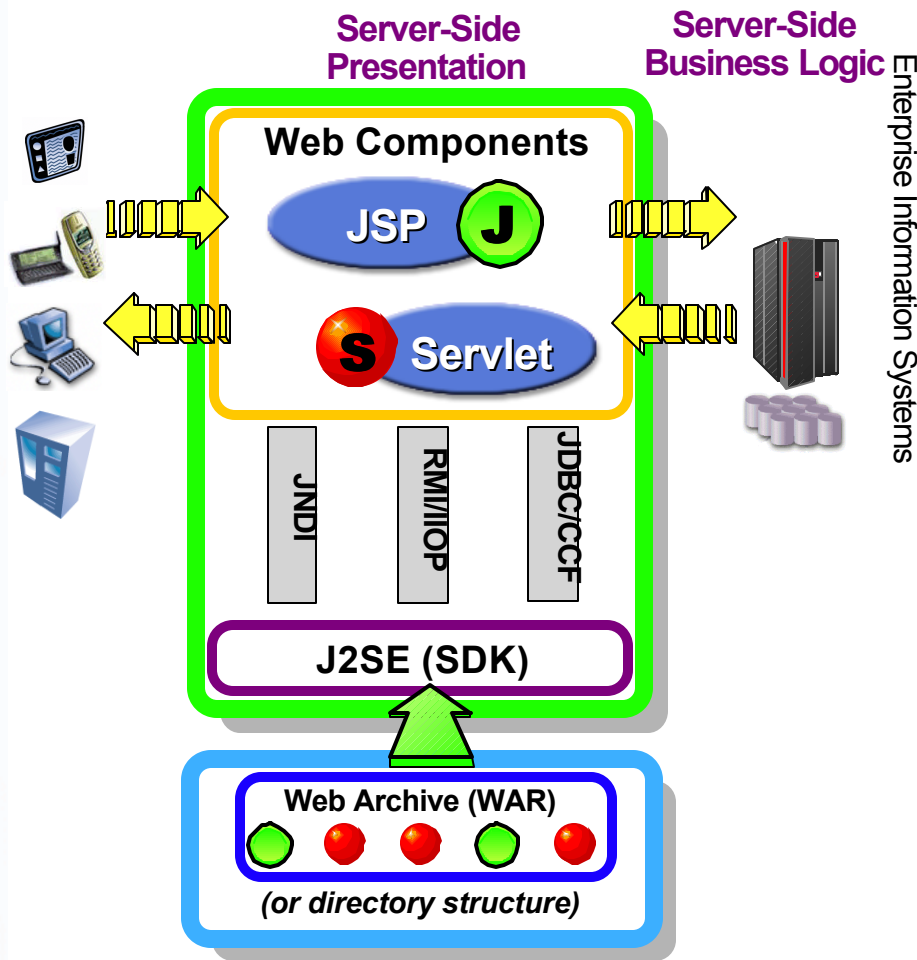 Server-Side
Presentation
Server-Side
Business Logic
Enterprise Information Systems
Web Components
JSP
J
S
Servlet
JNDI
RMI/IIOP
JDBC/CCF
J2SE (SDK)
Web Archive (WAR)
(or directory structure)